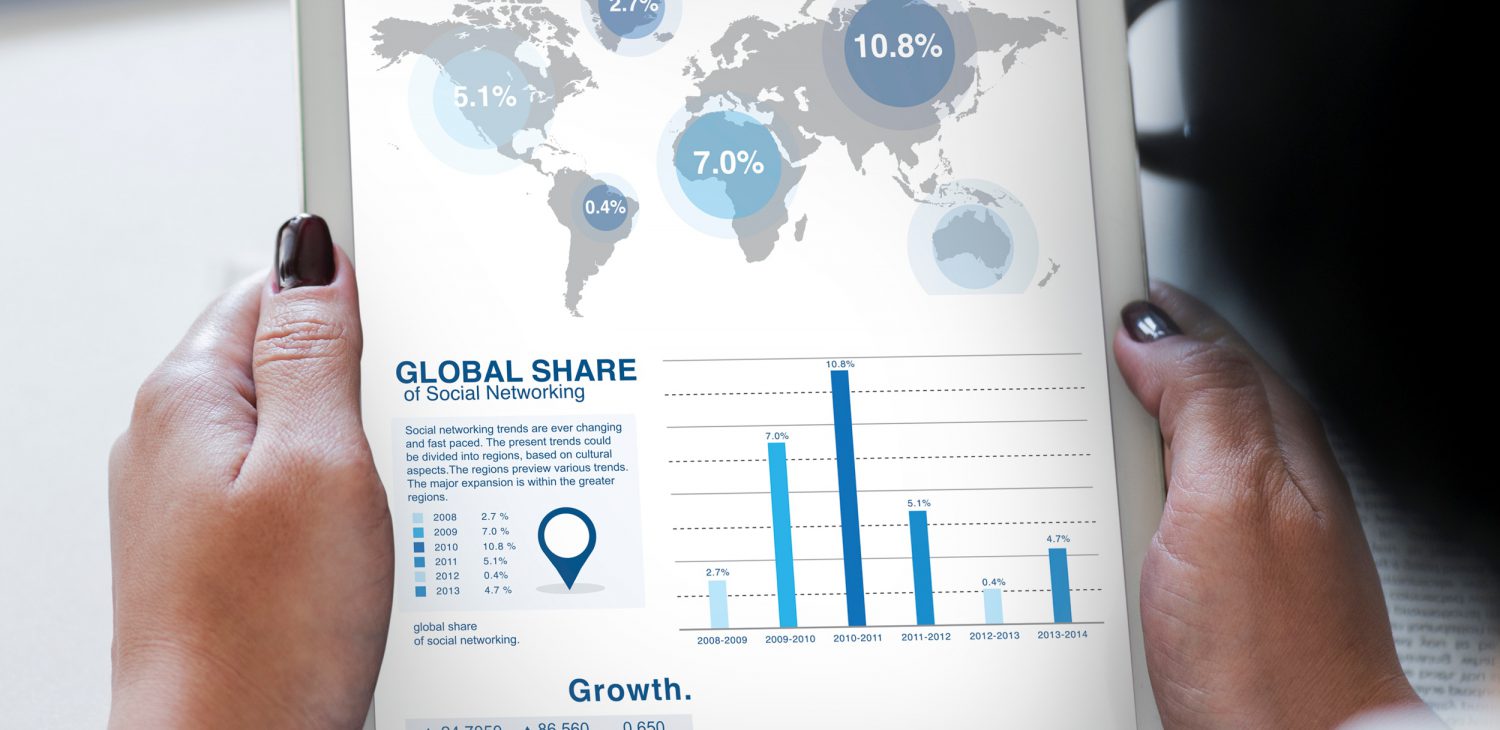 2.7%
10.8%
5.1%
7.0%
0.4%
GLOBAL SHARE
of Social Networking
Social networking trends are ever changing
and fast paced. The present trends could
be divided into regions, based on cultural
aspects.The regions preview various trends.
The major expansion is within the greater
regions.
2008 2.7 %
2009 7.0 %
2010 10.8 %
2011 5.1%
2012 0.4%
2013 4.7 %
global share
of social networking.
10.8%
7.0%
5.1%
4.7%
2.7%
0.4%
2008-2009 2009-2010 2010-2011 2011-2012 2012-2013 2013-2014
Growth.
86.560 0.650